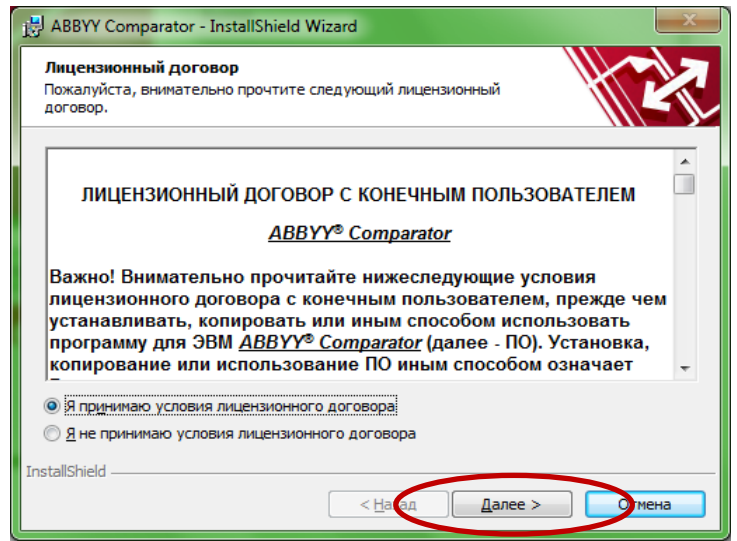 ABBYY Comparator - InstallShield Wizard
Лицензионный договор
Пожалуйста, внимательно прочтите следующий лицензионный
договор.
ЛИЦЕНЗИОННЫЙ ДОГОВОР С КОНЕЧНЫМ ПОЛЬЗОВАТЕЛЕМ
ABBYY® Comparator
Важно! Внимательно прочитайте нижеследующие условия
лицензионного договора с конечным пользователем, прежде чем
устанавливать, копировать или иным способом использовать
программу для ЭВМ ABBYY® Comparator (далее - ПО). Установка,
копирование или использование ПО иным способом означает
Я принимаю условия лицензионного договора
Я не принимаю условия лицензионного договора
InstallShield
< Назад Далее > Отмена